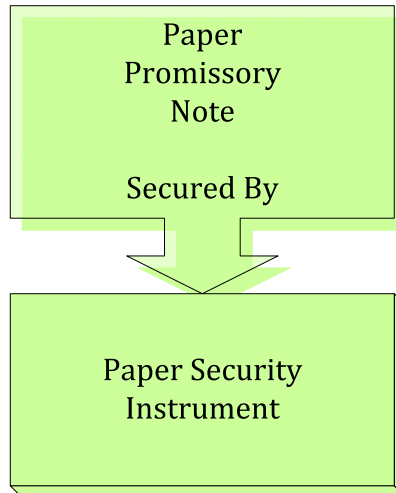 Paper
Promissory
Note
Secured By
Paper Security
Instrument